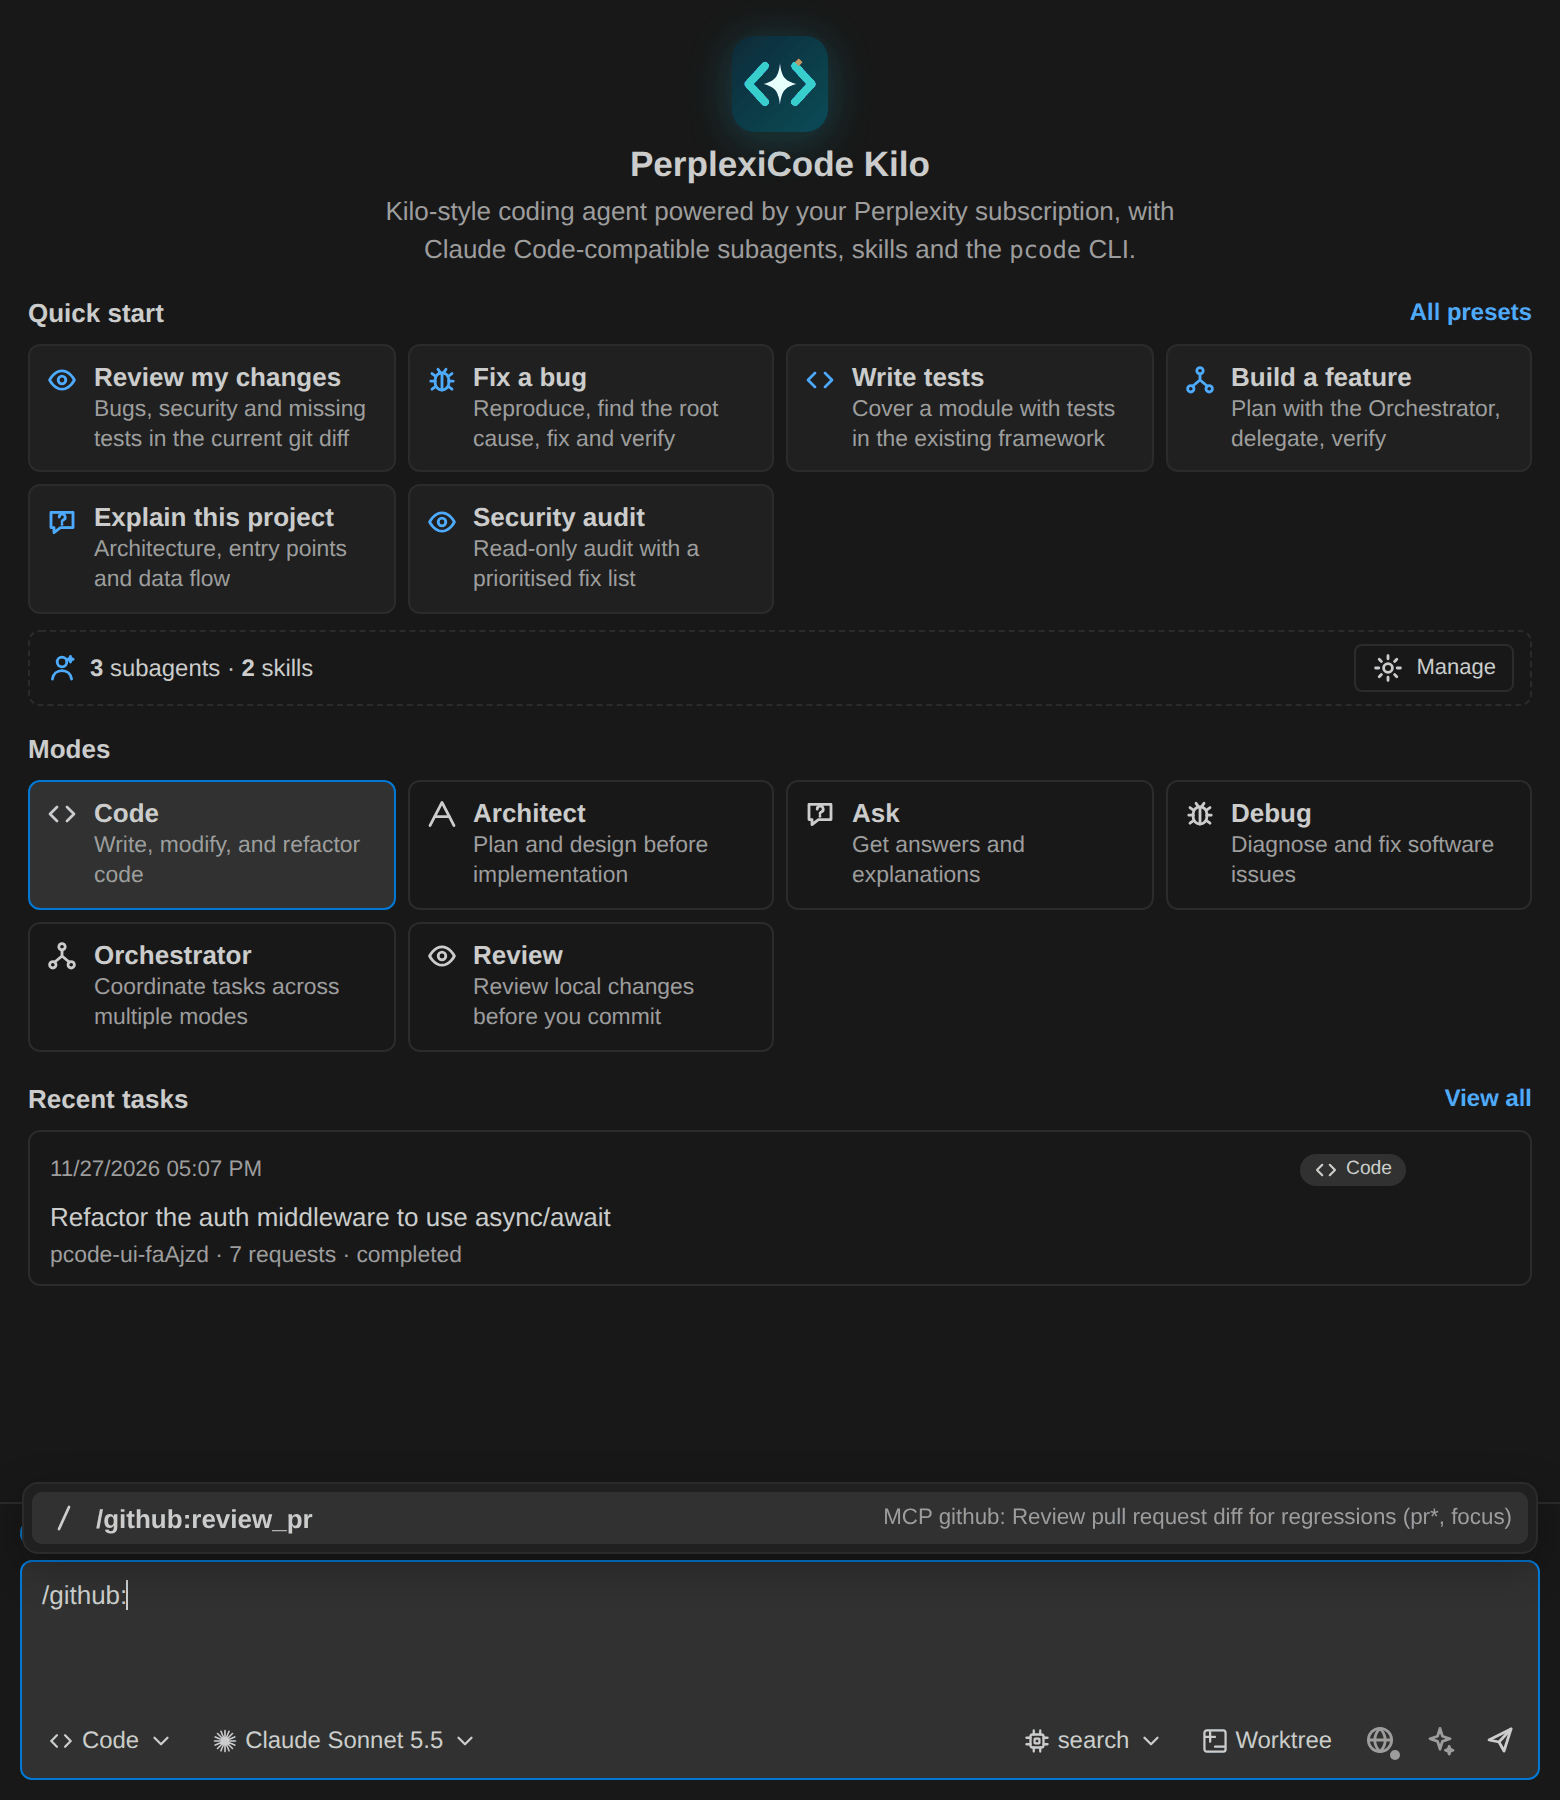 PerplexiCode Kilo
Kilo-style coding agent powered by your Perplexity subscription, with
Claude Code-compatible subagents, skills and the pcode CLI.
Quick start
All presets
Review my changes
Bugs, security and missing
tests in the current git diff
Fix a bug
Reproduce, find the root
cause, fix and verify
Write tests
Cover a module with tests
in the existing framework
Build a feature
Plan with the Orchestrator,
delegate, verify
Explain this project
Architecture, entry points
and data flow
Security audit
Read-only audit with a
prioritised fix list
3 subagents · 2 skills
Manage
Modes
Code
Write, modify, and refactor
code
Architect
Plan and design before
implementation
Ask
Get answers and
explanations
Debug
Diagnose and fix software
issues
Orchestrator
Coordinate tasks across
multiple modes
Review
Review local changes
before you commit
Recent tasks
View all
11/27/2026 05:07 PM
Code
Refactor the auth middleware to use async/await
pcode-ui-faAjzd · 7 requests · completed
/ /github:review_pr
MCP github: Review pull request diff for regressions (pr*, focus)
/github:
Code
Claude Sonnet 5.5
search
Worktree